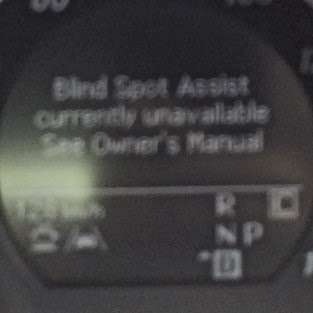 Blind Spot Assist
currently unavailable
See Owner's Manual
R C
N P
D